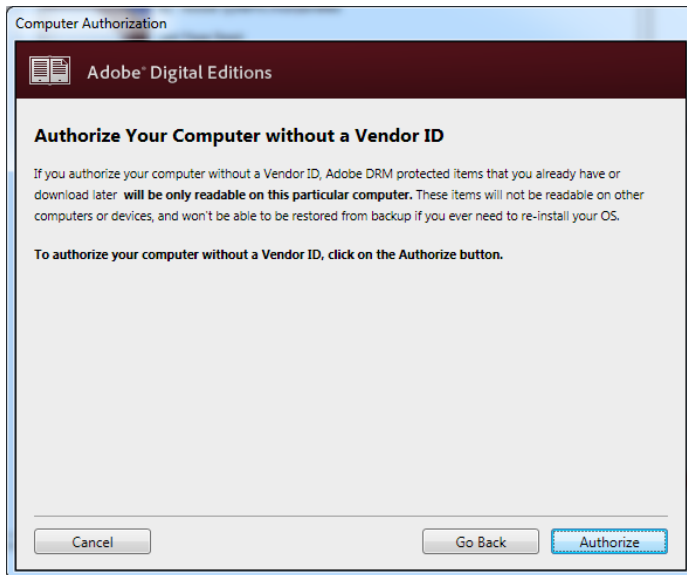 Computer Authorization
Adobe® Digital Editions
Authorize Your Computer without a Vendor ID
If you authorize your computer without a Vendor ID, Adobe DRM protected items that you already have or
download later will be only readable on this particular computer. These items will not be readable on other
computers or devices, and won't be able to be restored from backup if you ever need to re-install your OS.
To authorize your computer without a Vendor ID, click on the Authorize button.
Cancel Go Back Authorize